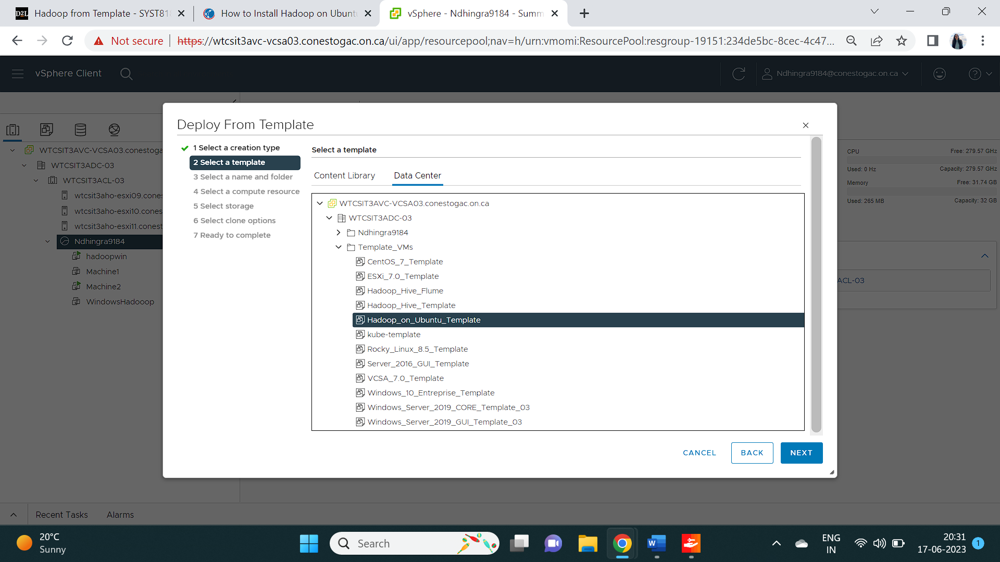 Hadoop from Template - SYST818
How to Install Hadoop on Ubuntu
vSphere - Ndhingra9184 - Summ
Not secure
https://wtcsit3avc-vcsa03.conestogac.on.ca/ui/app/resourcepool;nav=h/urn:vmomi:ResourcePool:resgroup-19151:234de5bc-8cec-4c47...
vSphere Client
Ndhingra9184@conestogac.on.ca
WTCSIT3AVC-VCSA03.conestoga
WTCSIT3ADC-03
WTCSIT3ACL-03
wtcsit3aho-esxi09.cones
wtcsit3aho-esxi10.cones
wtcsit3aho-esxi11.conest
Ndhingra9184
hadoopwin
Machine1
Machine2
WindowsHadooop
Deploy From Template
1 Select a creation type
2 Select a template
3 Select a name and folder
4 Select a compute resource
5 Select storage
6 Select clone options
7 Ready to complete
Select a template
Content Library
Data Center
WTCSIT3AVC-VCSA03.conestogac.on.ca
WTCSIT3ADC-03
Ndhingra9184
Template_VMs
CentOS_7_Template
ESXi_7.0_Template
Hadoop_Hive_Flume
Hadoop_Hive_Template
Hadoop_on_Ubuntu_Template
kube-template
Rocky_Linux_8.5_Template
Server_2016_GUI_Template
VCSA_7.0_Template
Windows_10_Entreprise_Template
Windows_Server_2019_CORE_Template_03
Windows_Server_2019_GUI_Template_03
CANCEL
BACK
NEXT
CPU
Free: 279.57 GHz
Used: 0 Hz
Capacity: 279.57 GHz
Memory
Free: 31.74 GB
Used: 265 MB
Capacity: 32 GB
ACL-03
Recent Tasks
Alarms
20°C
Sunny
Search
ENG
IN
20:31
17-06-2023
1